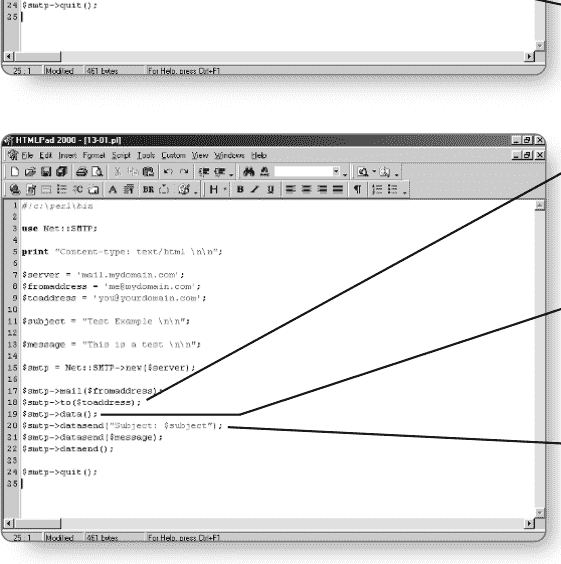 24 $smtp->quit();
25
25 : 1 Modified 461 bytes For Help, press Ctrl+F1
HTMLPad 2000 - [13-01.pl]
File Edit Insert Format Script Tools Custom View Windows Help
BR H B I U
1 #/c:\perl\bin
2
3 use Net::SMTP;
4
5 print "Content-type: text/html \n\n";
6
7 $server = 'mail.mydomain.com';
8 $fromaddress = 'me@mydomain.com';
9 $toaddress = 'you@yourdomain.com';
10
11 $subject = "Test Example \n\n";
12
13 $message = "This is a test \n\n";
14
15 $smtp = Net::SMTP->new($server);
16
17 $smtp->mail($fromaddress);
18 $smtp->to($toaddress);
19 $smtp->data();
20 $smtp->datasend("Subject: $subject");
21 $smtp->datasend($message);
22 $smtp->dataend();
23
24 $smtp->quit();
25
25 : 1 Modified 461 bytes For Help, press Ctrl+F1